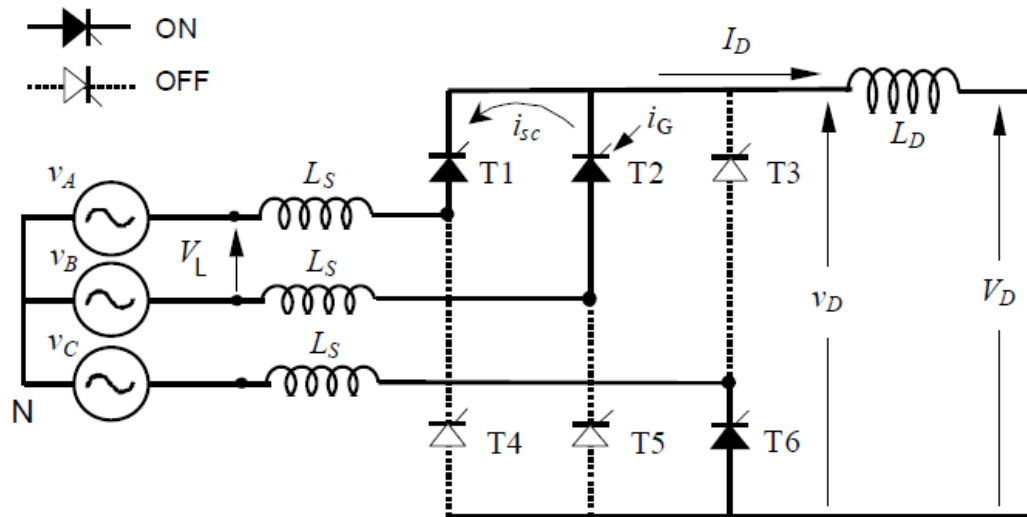 ON
OFF
I_D
i_sc
i_G
L_D
T1
T2
T3
v_A
L_S
v_B
V_L
L_S
v_D
V_D
v_C
L_S
N
T4
T5
T6